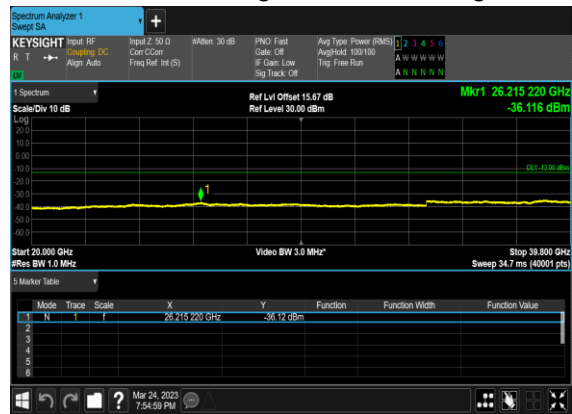 Spectrum Analyzer 1
Swept SA
+
KEYSIGHT Input: RF Input Z: 50 Ω #Atten: 30 dB PNO: Fast Avg Type: Power (RMS) 1 2 3 4 5 6
R T Coupling: DC Corr CCorr Gate: Off Avg|Hold: 100/100 A W W W W W
Align: Auto Freq Ref: Int (S) IF Gain: Low Trig: Free Run
Sig Track: Off A N N N N N
1 Spectrum Ref Lvl Offset 15.67 dB Mkr1 26.215 220 GHz
Scale/Div 10 dB Ref Level 30.00 dBm -36.116 dBm
Log
20.0
10.0
0.00
-10.0 DL1 -13.00 dBm
-20.0
-30.0 1
-40.0
-50.0
-60.0
Start 20.000 GHz Video BW 3.0 MHz* Stop 39.800 GHz
#Res BW 1.0 MHz Sweep 34.7 ms (40001 pts)
5 Marker Table
Mode Trace Scale X Y Function Function Width Function Value
1 N 1 f 26.215 220 GHz -36.12 dBm
2
3
4
5
6
? Mar 24, 2023
7:54:59 PM